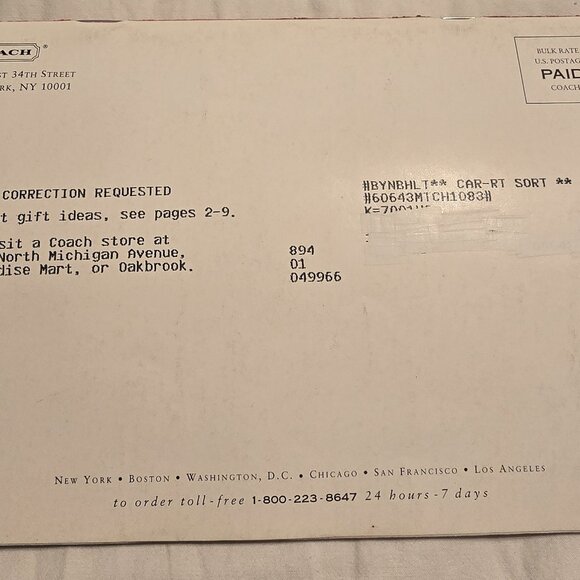 ACH®
ST 34TH STREET
RK, NY 10001
BULK RATE
U.S. POSTAG
PAID
COACH
CORRECTION REQUESTED
t gift ideas, see pages 2-9.
sit a Coach store at
North Michigan Avenue,
dise Mart, or Oakbrook.
894
01
049966
#BYNBHLT** CAR-RT SORT **
#60643MTCH1083#
NEW YORK • BOSTON • WASHINGTON, D.C. • CHICAGO • SAN FRANCISCO • LOS ANGELES
to order toll-free 1-800-223-8647 24 hours-7 days